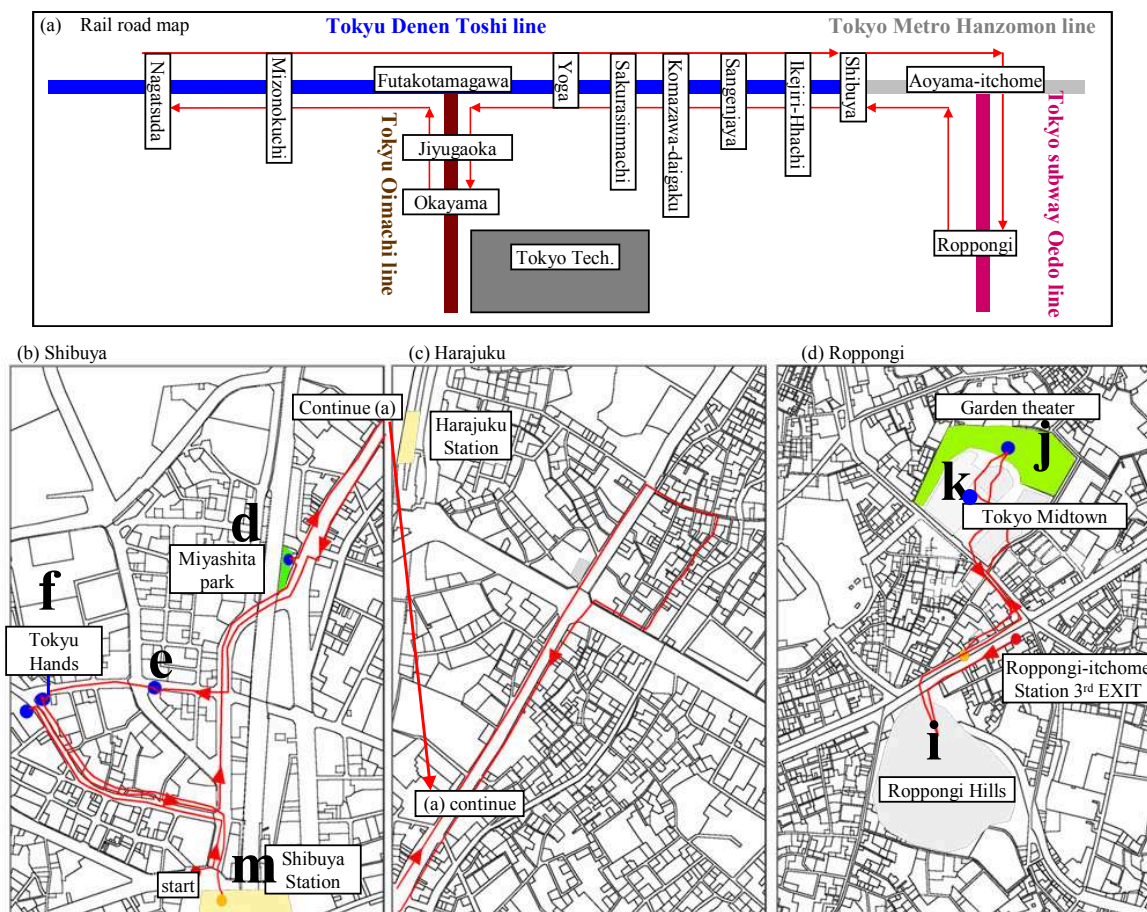 (a) Rail road map
Tokyu Denen Toshi line
Tokyo Metro Hanzomon line
Nagatsuda
Mizonokuchi
Futakotamagawa
Yoga
Sakurasinmachi
Komazawa-daigaku
Sangenjaya
Ikejiri-Hhachi
Shibuya
Aoyama-itchome
Tokyu Oimachi line
Jiyugaoka
Okayama
Tokyo Tech.
Roppongi
Tokyo subway Oedo line
(b) Shibuya
Continue (a)
d
Miyashita
park
f
Tokyu
Hands
e
m
Shibuya
Station
start
(c) Harajuku
Harajuku
Station
(a) continue
(d) Roppongi
Garden theater
j
k
Tokyo Midtown
Roppongi-itchome
Station 3rd EXIT
i
Roppongi Hills